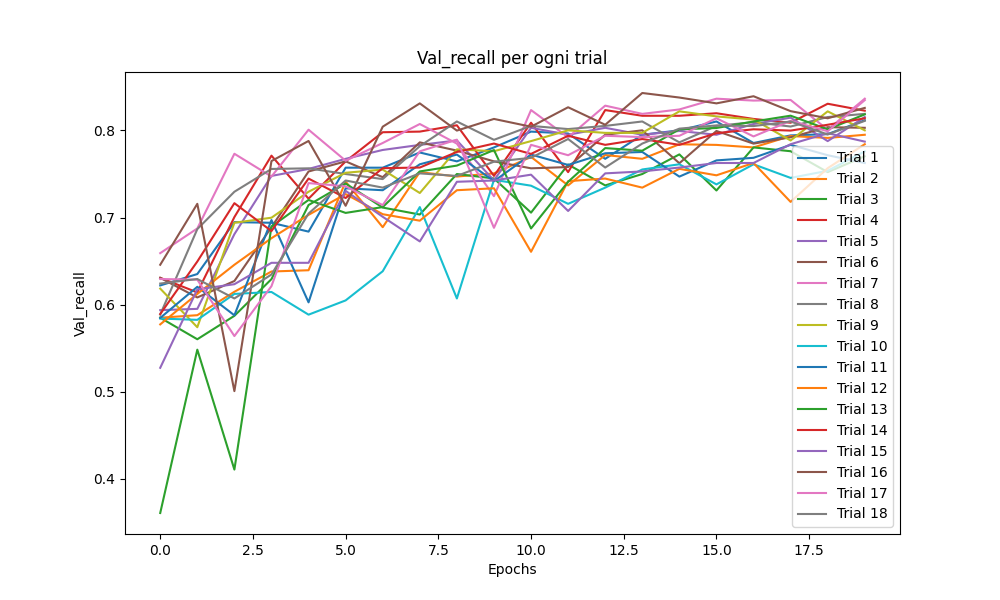 Val_recall per ogni trial
Val_recall
0.8
0.7
0.6
0.5
0.4
0.0
2.5
5.0
7.5
10.0
12.5
15.0
17.5
Epochs
Trial 1
Trial 2
Trial 3
Trial 4
Trial 5
Trial 6
Trial 7
Trial 8
Trial 9
Trial 10
Trial 11
Trial 12
Trial 13
Trial 14
Trial 15
Trial 16
Trial 17
Trial 18